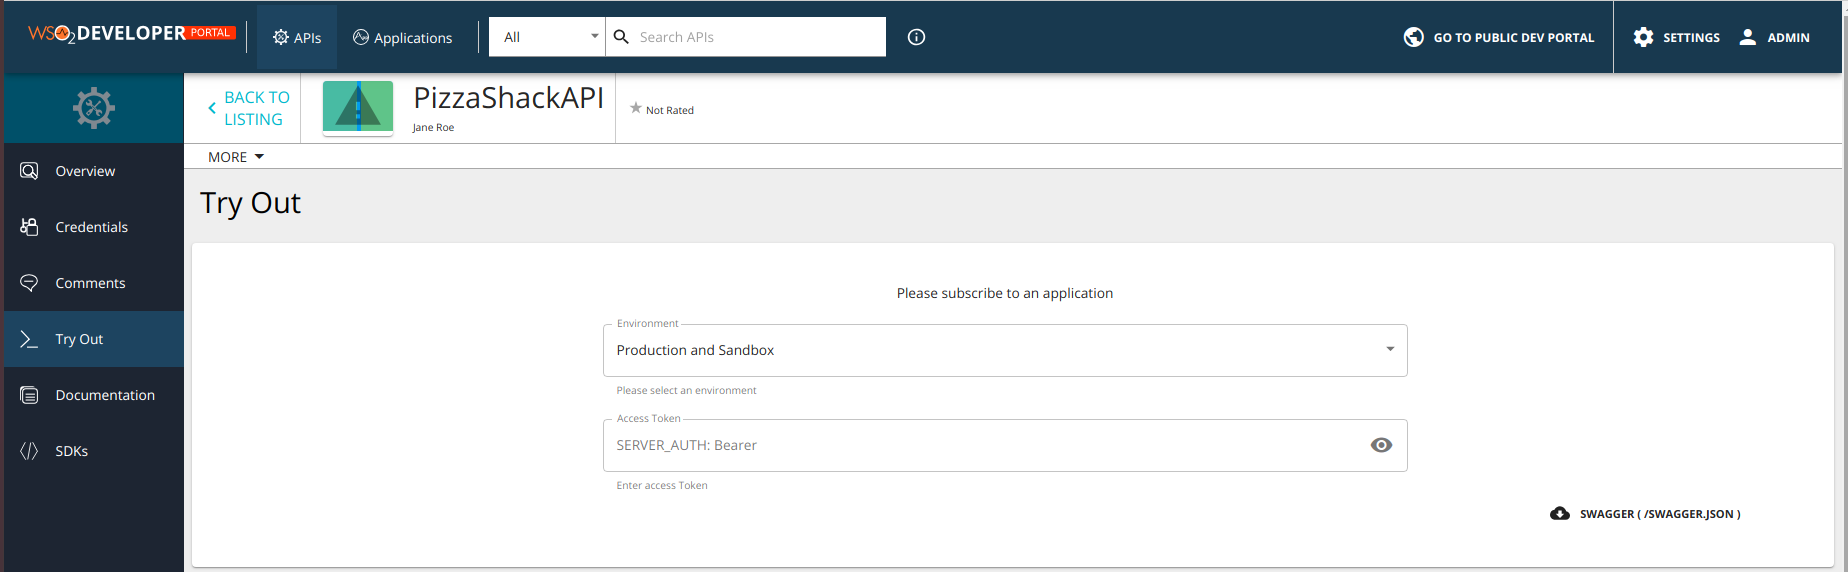 WSO2 DEVELOPER PORTAL
APIs
Applications
All
Search APIs
GO TO PUBLIC DEV PORTAL
SETTINGS
ADMIN
BACK TO
LISTING
PizzaShackAPI
Jane Roe
Not Rated
MORE
Overview
Credentials
Comments
Try Out
Documentation
SDKs
Try Out
Please subscribe to an application
Environment
Production and Sandbox
Please select an environment
Access Token
SERVER_AUTH: Bearer
Enter access Token
SWAGGER ( /SWAGGER.JSON )